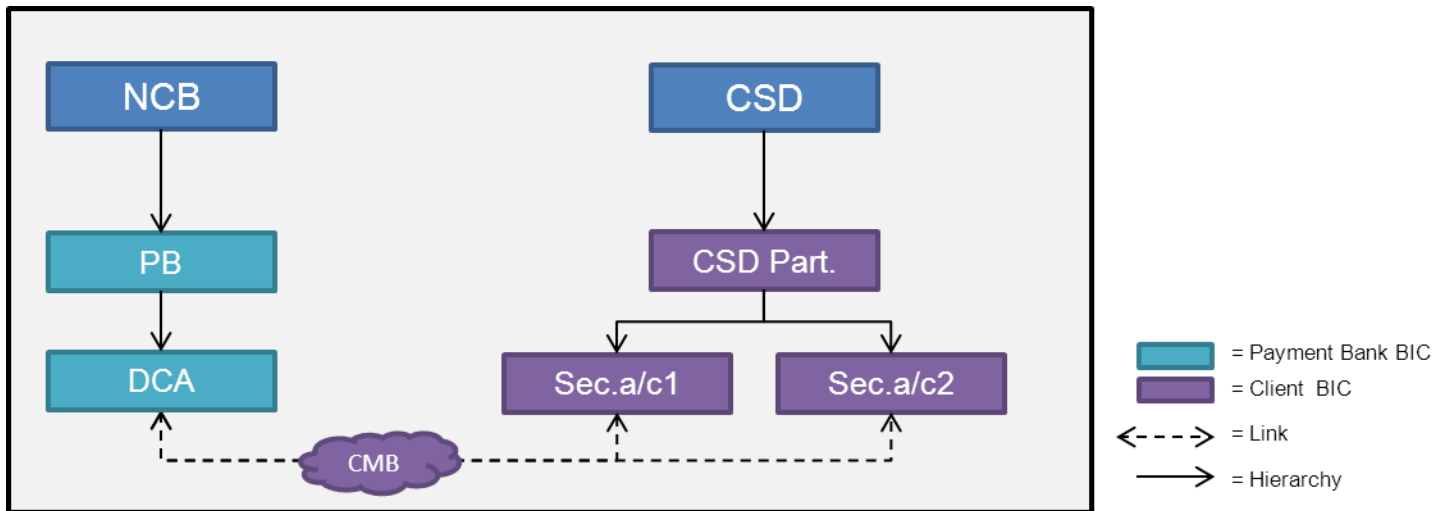 NCB
CSD
PB
CSD Part.
DCA
Sec.a/c1
Sec.a/c2
CMB
= Payment Bank BIC
= Client BIC
= Link
= Hierarchy